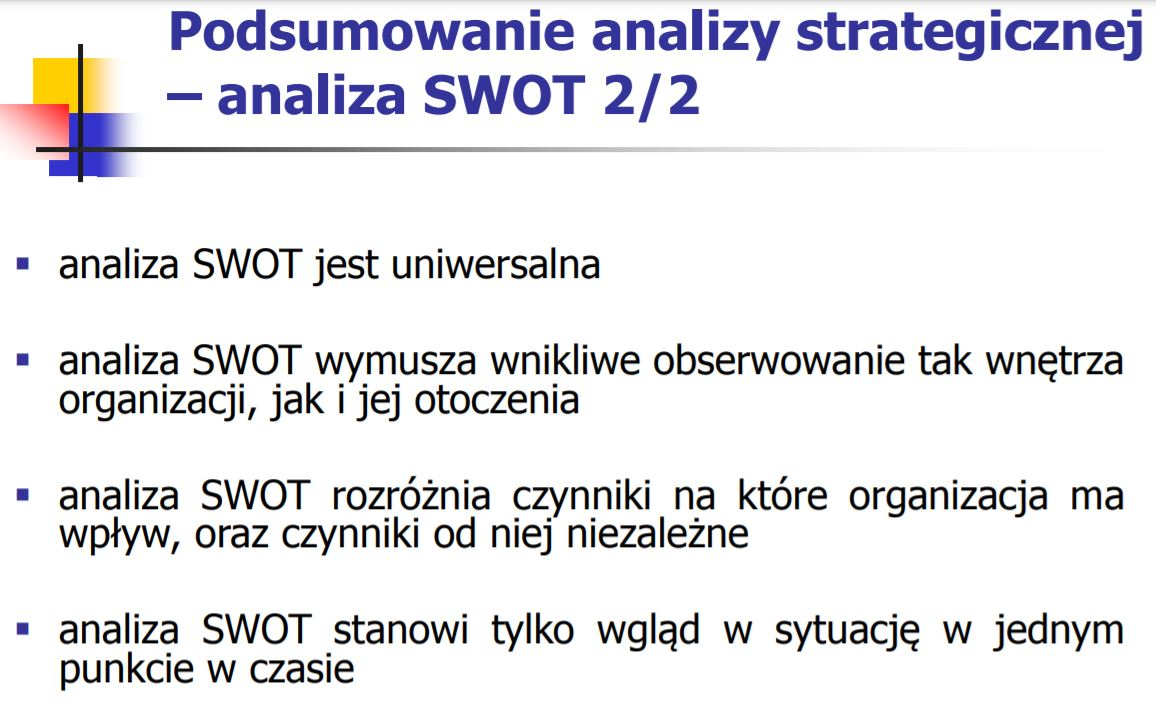 Podsumowanie analizy strategicznej
– analiza SWOT 2/2
▪ analiza SWOT jest uniwersalna
▪ analiza SWOT wymusza wnikliwe obserwowanie tak wnętrza
organizacji, jak i jej otoczenia
▪ analiza SWOT rozróżnia czynniki na które organizacja ma
wpływ, oraz czynniki od niej niezależne
▪ analiza SWOT stanowi tylko wgląd w sytuację w jednym
punkcie w czasie